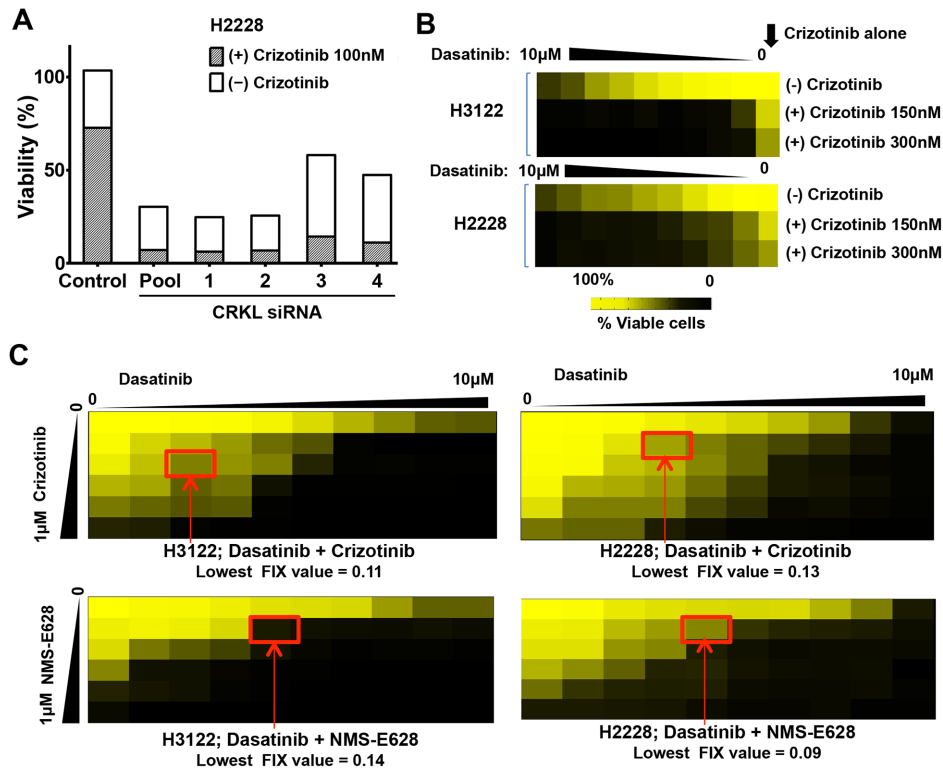 A
H2228
(+) Crizotinib 100nM
(−) Crizotinib
Viability (%)
100
50
0
Control Pool 1 2 3 4
CRKL siRNA
B
Crizotinib alone
Dasatinib: 10µM 0
H3122
(-) Crizotinib
(+) Crizotinib 150nM
(+) Crizotinib 300nM
Dasatinib: 10µM 0
H2228
(-) Crizotinib
(+) Crizotinib 150nM
(+) Crizotinib 300nM
100% 0
% Viable cells
C
Dasatinib 10µM
0
0
1µM Crizotinib
H3122; Dasatinib + Crizotinib
Lowest FIX value = 0.11
Dasatinib 10µM
0
H2228; Dasatinib + Crizotinib
Lowest FIX value = 0.13
0
1µM NMS-E628
H3122; Dasatinib + NMS-E628
Lowest FIX value = 0.14
H2228; Dasatinib + NMS-E628
Lowest FIX value = 0.09